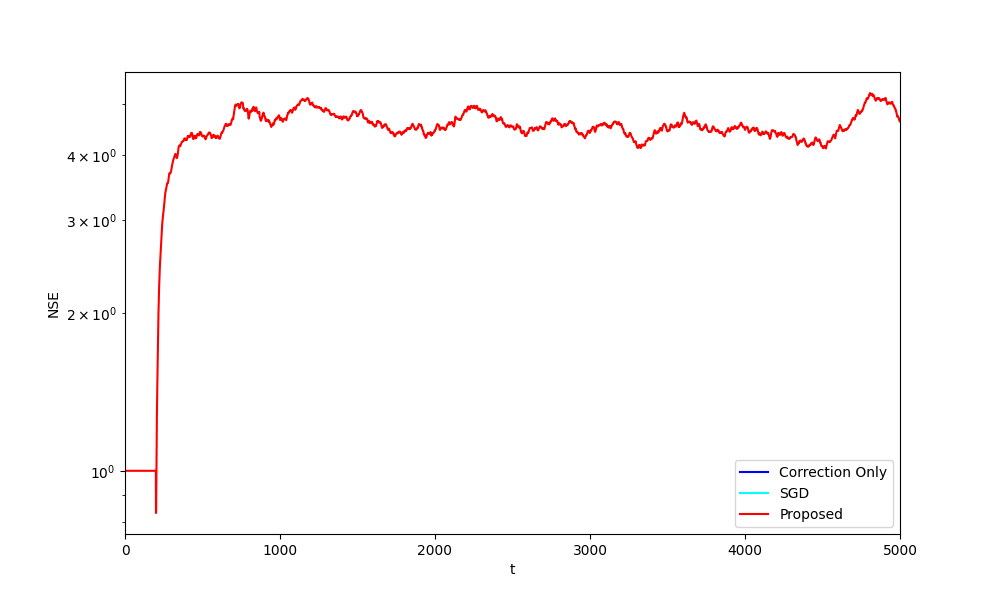 NSE
4 × 10⁰
3 × 10⁰
2 × 10⁰
10⁰
0 1000 2000 3000 4000 5000
t
Correction Only
SGD
Proposed